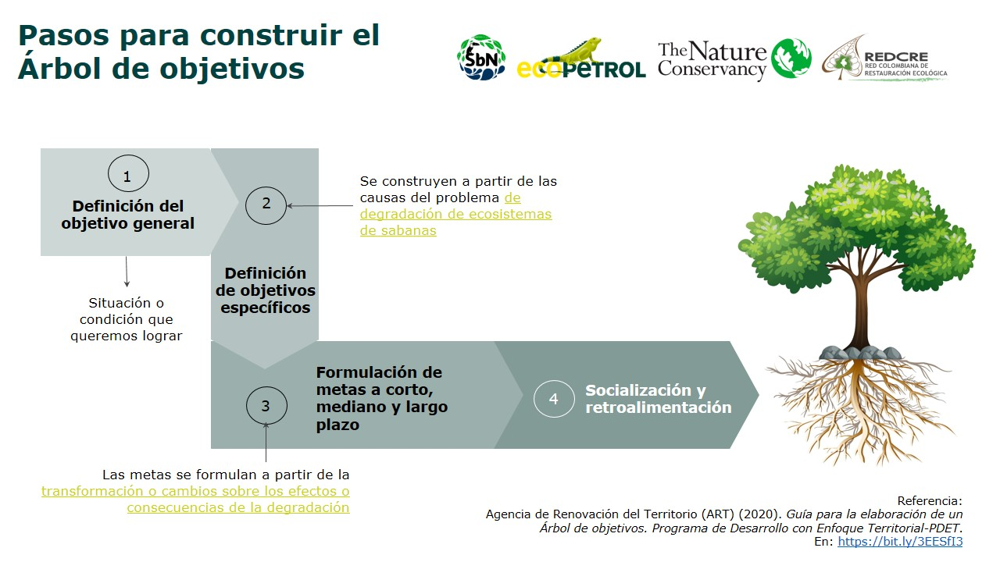 Pasos para construir el
Árbol de objetivos
SbN
ecoPETROL
The Nature
Conservancy
REDCRE
RED COLOMBIANA DE
RESTAURACIÓN ECOLÓGICA
1
Definición del
objetivo general
Situación o
condición que
queremos lograr
2
Definición
de objetivos
específicos
Se construyen a partir de las
causas del problema de
degradación de ecosistemas
de sabanas
3
Formulación de
metas a corto,
mediano y largo
plazo
Las metas se formulan a partir de la
transformación o cambios sobre los efectos o
consecuencias de la degradación
4
Socialización y
retroalimentación
Referencia:
Agencia de Renovación del Territorio (ART) (2020). Guía para la elaboración de un
Árbol de objetivos. Programa de Desarrollo con Enfoque Territorial-PDET.
En: https://bit.ly/3EESfI3